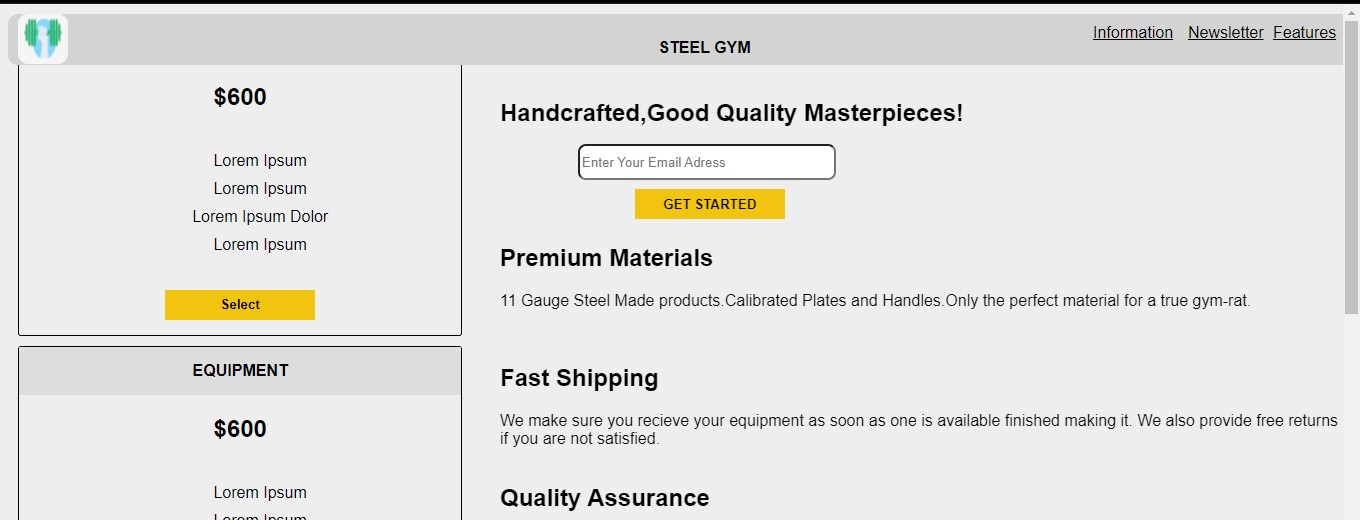 STEEL GYM
Information Newsletter Features
$600
Lorem Ipsum
Lorem Ipsum
Lorem Ipsum Dolor
Lorem Ipsum
Select
EQUIPMENT
$600
Lorem Ipsum
Lorem Ipsum
Handcrafted,Good Quality Masterpieces!
Enter Your Email Adress
GET STARTED
Premium Materials
11 Gauge Steel Made products.Calibrated Plates and Handles.Only the perfect material for a true gym-rat.
Fast Shipping
We make sure you recieve your equipment as soon as one is available finished making it. We also provide free returns
if you are not satisfied.
Quality Assurance